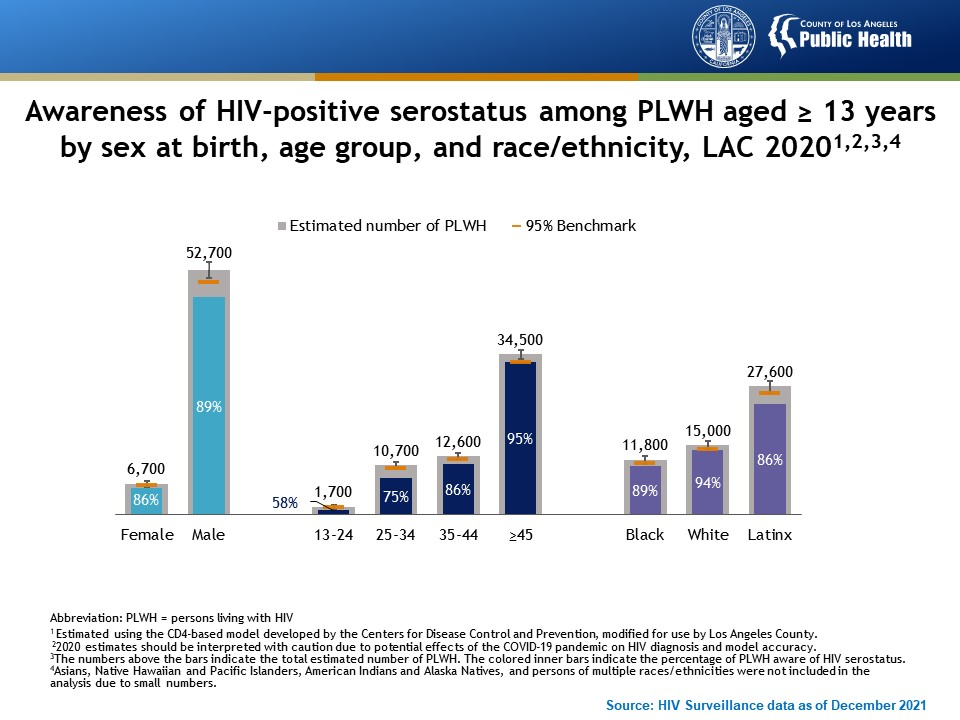 COUNTY OF LOS ANGELES
Public Health
Awareness of HIV-positive serostatus among PLWH aged ≥ 13 years
by sex at birth, age group, and race/ethnicity, LAC 2020¹,²,³,⁴
Estimated number of PLWH
95% Benchmark
6,700
86%
Female
52,700
89%
Male
1,700
58%
13-24
10,700
75%
25-34
12,600
86%
35-44
34,500
95%
≥45
11,800
89%
Black
15,000
94%
White
27,600
86%
Latinx
Abbreviation: PLWH = persons living with HIV
¹ Estimated using the CD4-based model developed by the Centers for Disease Control and Prevention, modified for use by Los Angeles County.
²2020 estimates should be interpreted with caution due to potential effects of the COVID-19 pandemic on HIV diagnosis and model accuracy.
³The numbers above the bars indicate the total estimated number of PLWH. The colored inner bars indicate the percentage of PLWH aware of HIV serostatus.
⁴Asians, Native Hawaiian and Pacific Islanders, American Indians and Alaska Natives, and persons of multiple races/ethnicities were not included in the
analysis due to small numbers.
Source: HIV Surveillance data as of December 2021